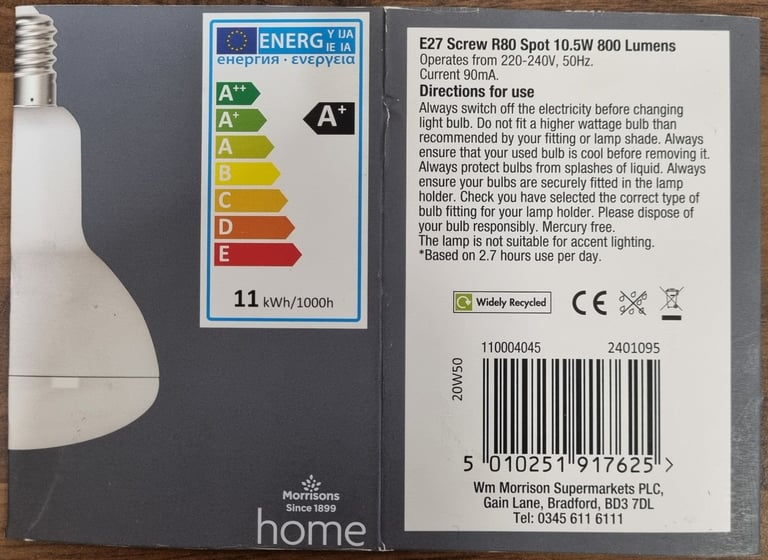 ENERG Y IJA
IE IA
енергия · ενεργεια
A++
A+
A
B
C
D
E
A+
11 kWh/1000h
Morrisons
Since 1899
home
E27 Screw R80 Spot 10.5W 800 Lumens
Operates from 220-240V, 50Hz.
Current 90mA.
Directions for use
Always switch off the electricity before changing
light bulb. Do not fit a higher wattage bulb than
recommended by your fitting or lamp shade. Always
ensure that your used bulb is cool before removing it.
Always protect bulbs from splashes of liquid. Always
ensure your bulbs are securely fitted in the lamp
holder. Check you have selected the correct type of
bulb fitting for your lamp holder. Please dispose of
your bulb responsibly. Mercury free.
The lamp is not suitable for accent lighting.
*Based on 2.7 hours use per day.
Widely Recycled
CE
110004045 2401095
20W50
5 010251 917625 >
Wm Morrison Supermarkets PLC,
Gain Lane, Bradford, BD3 7DL
Tel: 0345 611 6111